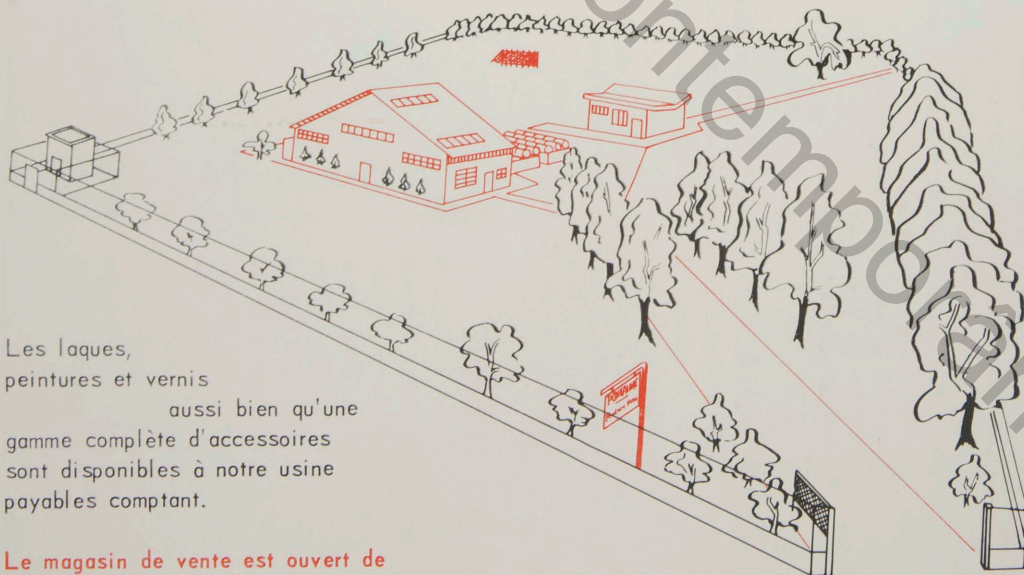 Les laques,
peintures et vernis
aussi bien qu'une
gamme complète d'accessoires
sont disponibles à notre usine
payables comptant.
Le magasin de vente est ouvert de